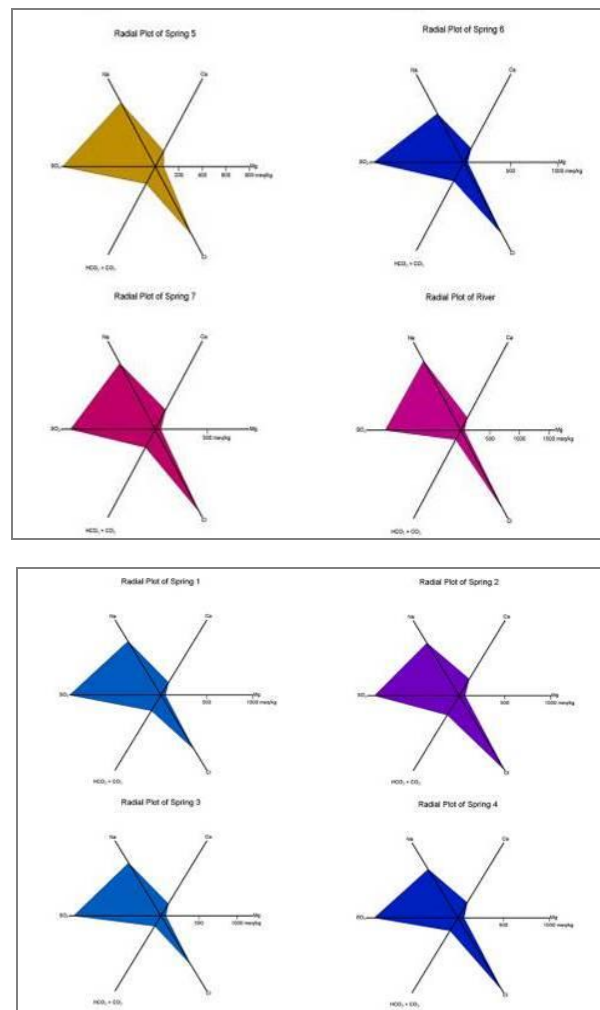 Radial Plot of Spring 5
Radial Plot of Spring 6
Na
Ca
Na
Ca
SO₄
Mg
200 400 600 800 meq/kg
SO₄
Mg
500
1000 meq/kg
Cl
HCO₃ + CO₃
Cl
HCO₃ + CO₃
Radial Plot of Spring 7
Radial Plot of River
Na
Ca
Na
Ca
SO₄
Mg
500 meq/kg
SO₄
Mg
500
1000
1500 meq/kg
Cl
HCO₃ + CO₃
Cl
HCO₃ + CO₃
Radial Plot of Spring 1
Radial Plot of Spring 2
Na
Ca
Na
Ca
SO₄
Mg
500
1000 meq/kg
SO₄
Mg
500
1000 meq/kg
Cl
HCO₃ + CO₃
Cl
HCO₃ + CO₃
Radial Plot of Spring 3
Radial Plot of Spring 4
Na
Ca
Na
Ca
SO₄
Mg
500
1000 meq/kg
SO₄
Mg
500
1000 meq/kg
Cl
HCO₃ + CO₃
Cl
HCO₃ + CO₃